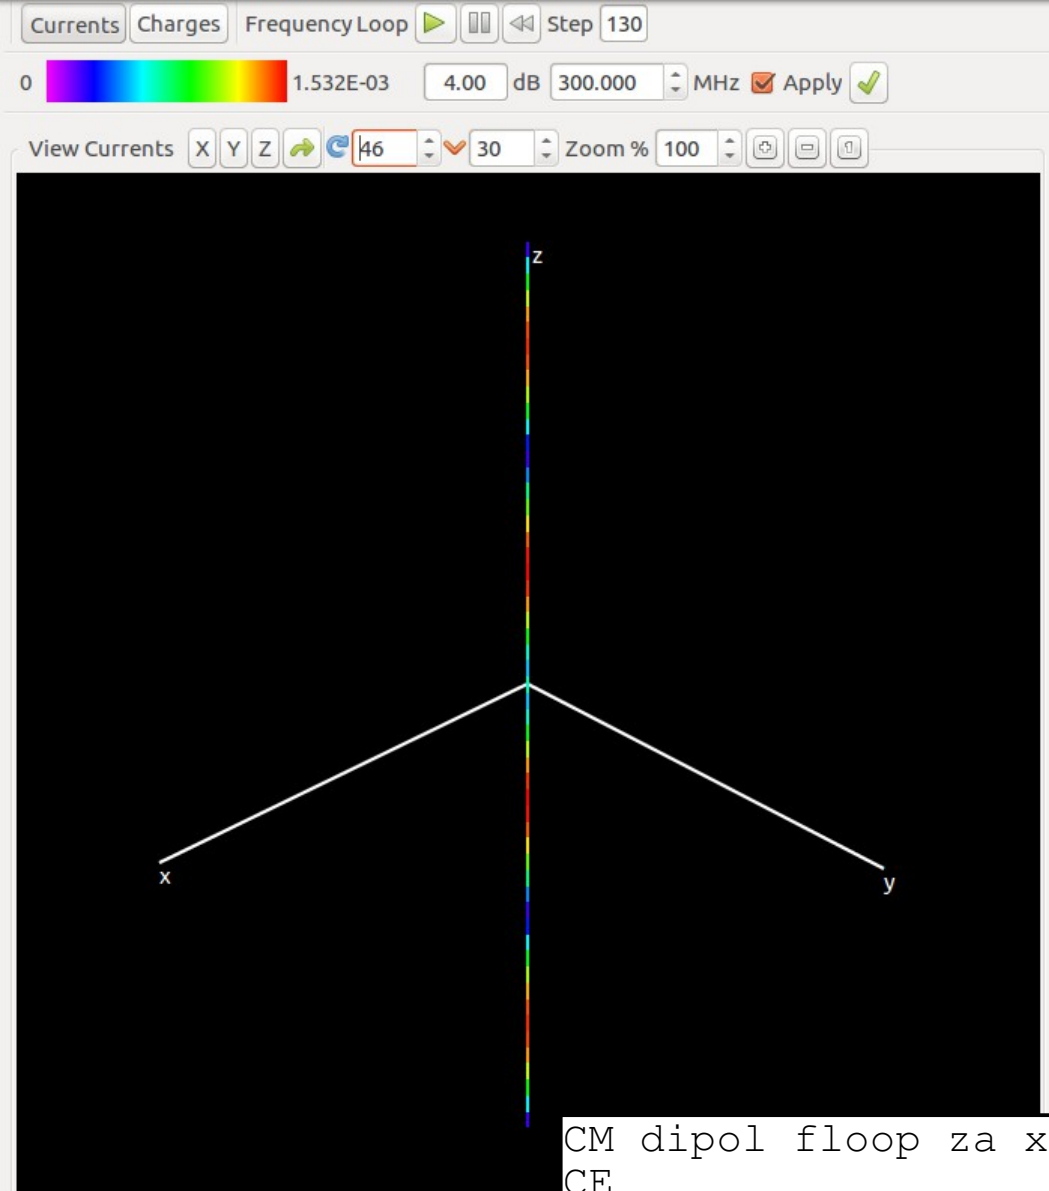 Currents Charges Frequency Loop Step 130
0 1.532E-03 4.00 dB 300.000 MHz Apply
View Currents X Y Z 46 30 Zoom % 100
z
x
y
CM dipol floop za x
CE